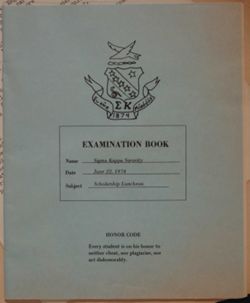 ΣΚ
1874
EXAMINATION BOOK
Name Sigma Kappa Sorority
Date June 22, 1974
Subject Scholarship Luncheon
HONOR CODE
Every student is on his honor to
neither cheat, nor plagiarize, nor
act dishonorably.